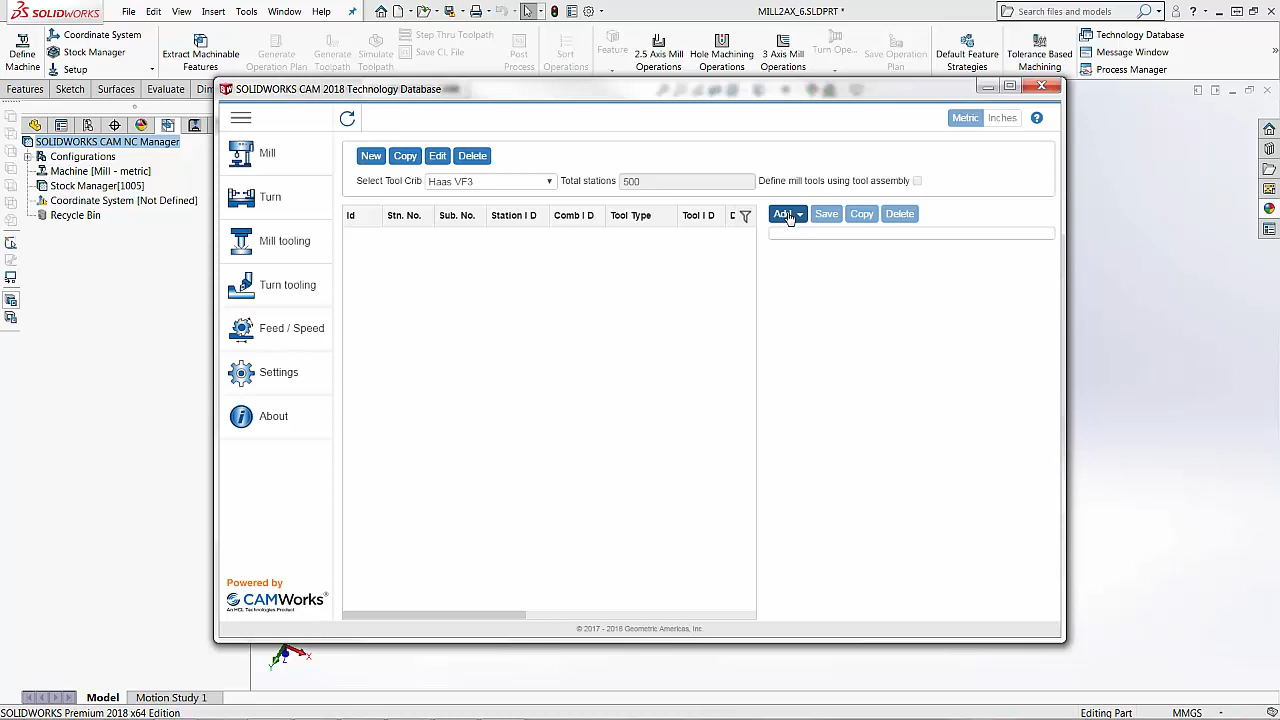 SOLIDWORKS File Edit View Insert Tools Window Help MILL2AX_6.SLDPRT * Search files and models
Define Machine
Coordinate System
Stock Manager
Setup
Extract Machinable Features
Generate Operation Plan
Generate Toolpath
Simulate Toolpath
Step Thru Toolpath
Save CL File
Post Process
Sort Operations
Feature
2.5 Axis Mill Operations
Hole Machining Operations
3 Axis Mill Operations
Turn Ope...
Save Operation Plan
Default Feature Strategies
Tolerance Based Machining
Technology Database
Message Window
Process Manager
Features Sketch Surfaces Evaluate
SOLIDWORKS CAM 2018 Technology Database
SOLIDWORKS CAM NC Manager
Configurations
Machine [Mill - metric]
Stock Manager[1005]
Coordinate System [Not Defined]
Recycle Bin
Metric Inches
Mill
Turn
Mill tooling
Turn tooling
Feed / Speed
Settings
About
New Copy Edit Delete
Select Tool Crib Haas VF3 Total stations 500 Define mill tools using tool assembly
Id Stn. No. Sub. No. Station I D Comb I D Tool Type Tool I D D
Save Copy Delete
Powered by
CAMWorks®
An HCL Technologies Product
© 2017 - 2018 Geometric Americas, Inc.
Y Z X
Model Motion Study 1
SOLIDWORKS Premium 2018 x64 Edition Editing Part MMGS